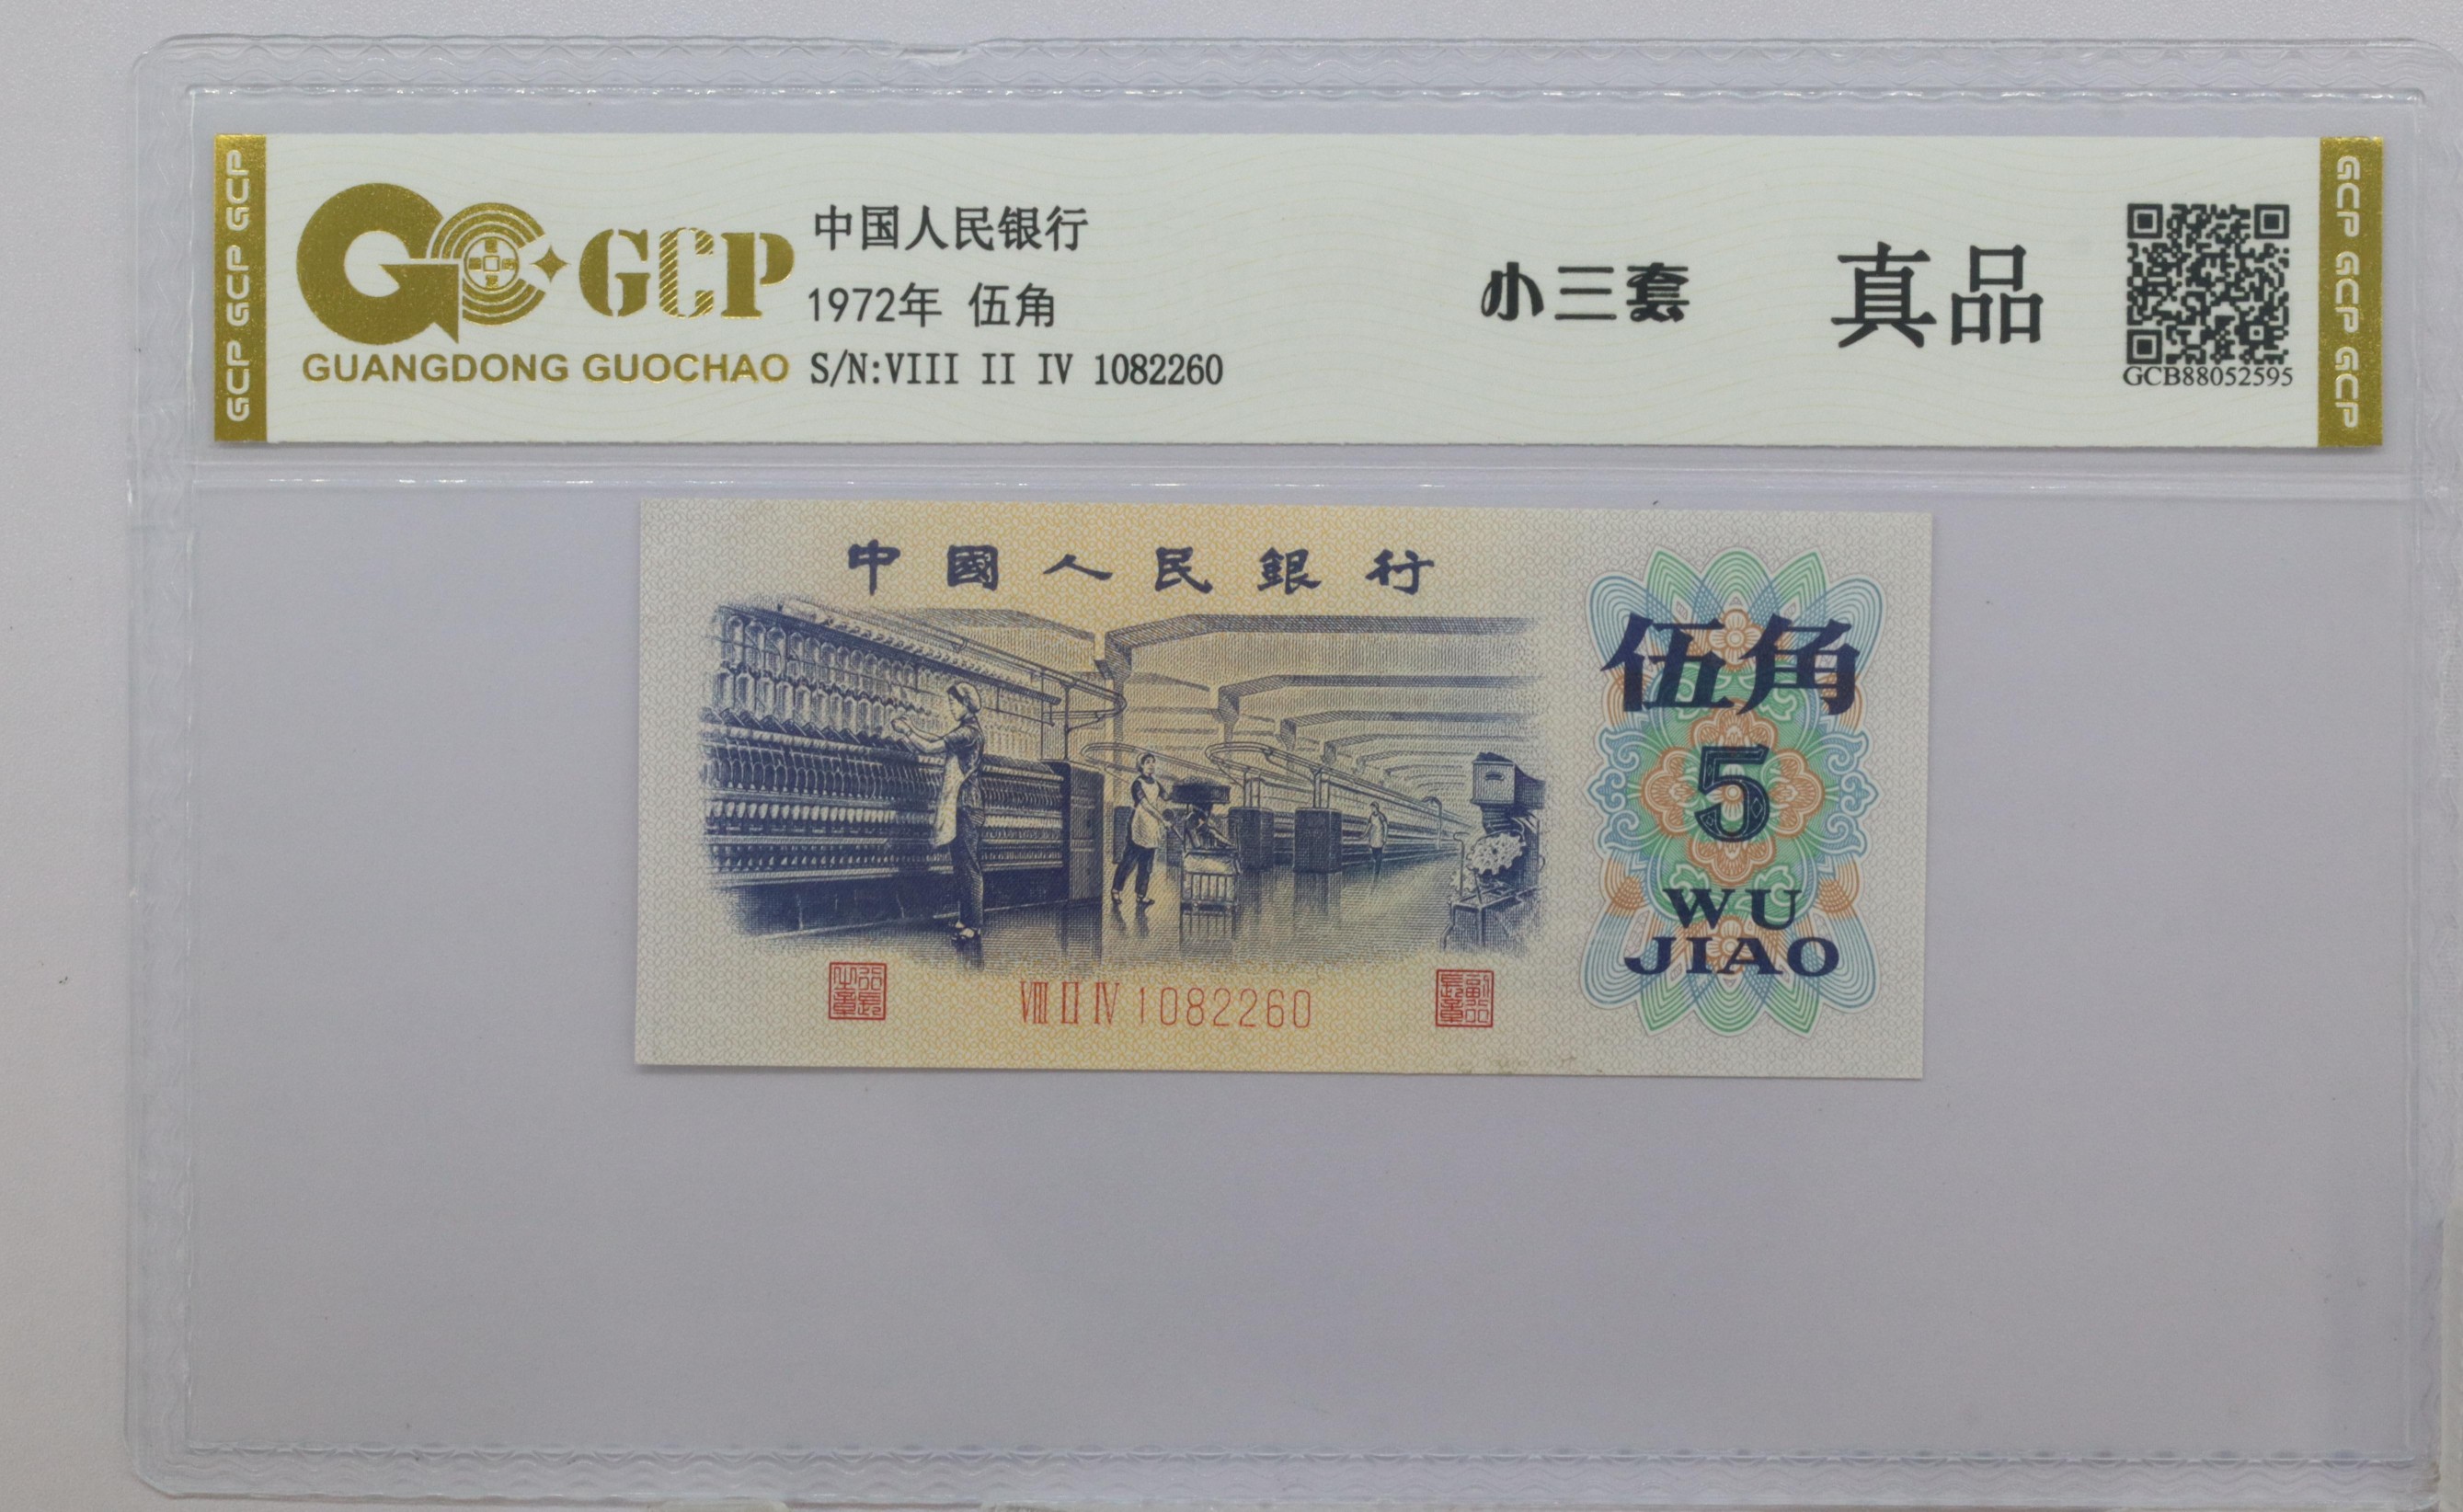 GCP GCP GCP
GCP
GUANGDONG GUOCHAO
中国人民银行
1972年 伍角
S/N:VIII II IV 1082260
小三套
真品
GCB88052595
GCP GCP GCP
中國人民銀行
伍角
5
WU
JIAO
VIII II IV 1082260